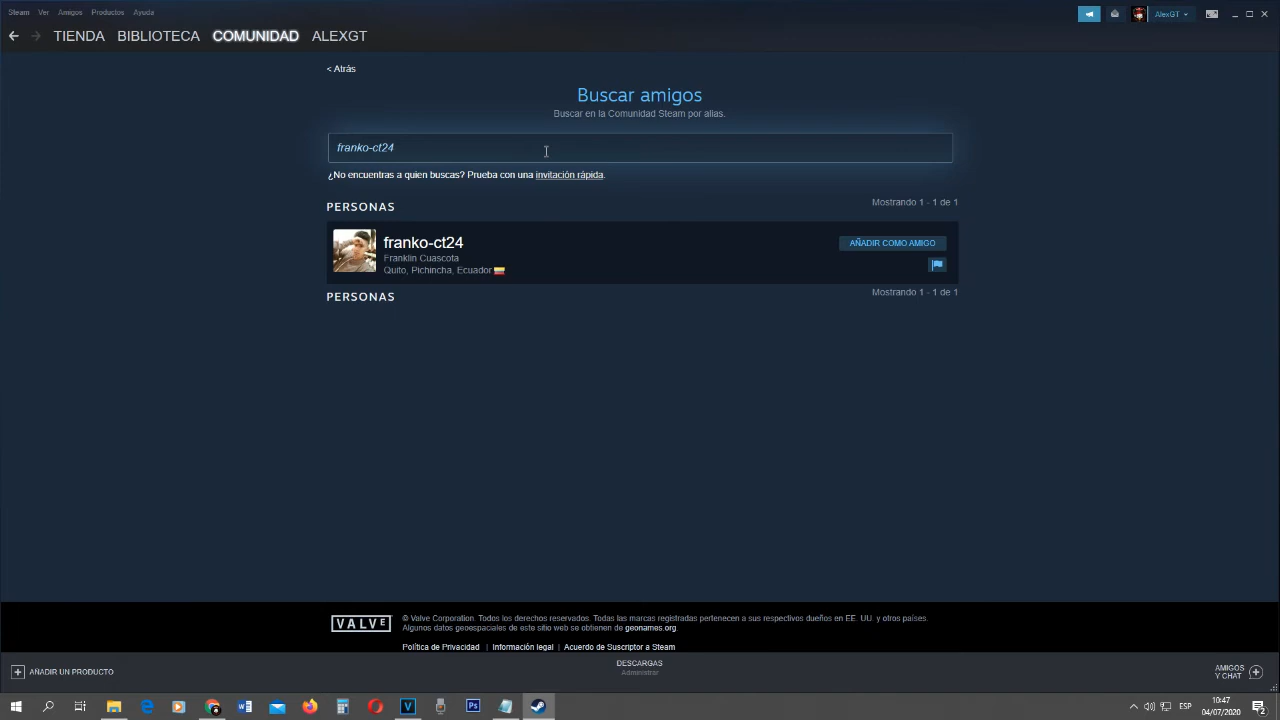 Steam Ver Amigos Productos Ayuda
AlexGT
TIENDA BIBLIOTECA COMUNIDAD ALEXGT
< Atrás
Buscar amigos
Buscar en la Comunidad Steam por alias.
franko-ct24
¿No encuentras a quien buscas? Prueba con una invitación rápida.
PERSONAS
Mostrando 1 - 1 de 1
franko-ct24
Franklin Cuascota
Quito, Pichincha, Ecuador
AÑADIR COMO AMIGO
PERSONAS
Mostrando 1 - 1 de 1
VALVE
© Valve Corporation. Todos los derechos reservados. Todas las marcas registradas pertenecen a sus respectivos dueños en EE. UU. y otros países.
Algunos datos geoespaciales de este sitio web se obtienen de geonames.org.
Política de Privacidad | Información legal | Acuerdo de Suscriptor a Steam
AÑADIR UN PRODUCTO
DESCARGAS
Administrar
AMIGOS
Y CHAT
ESP
10:47
04/07/2020